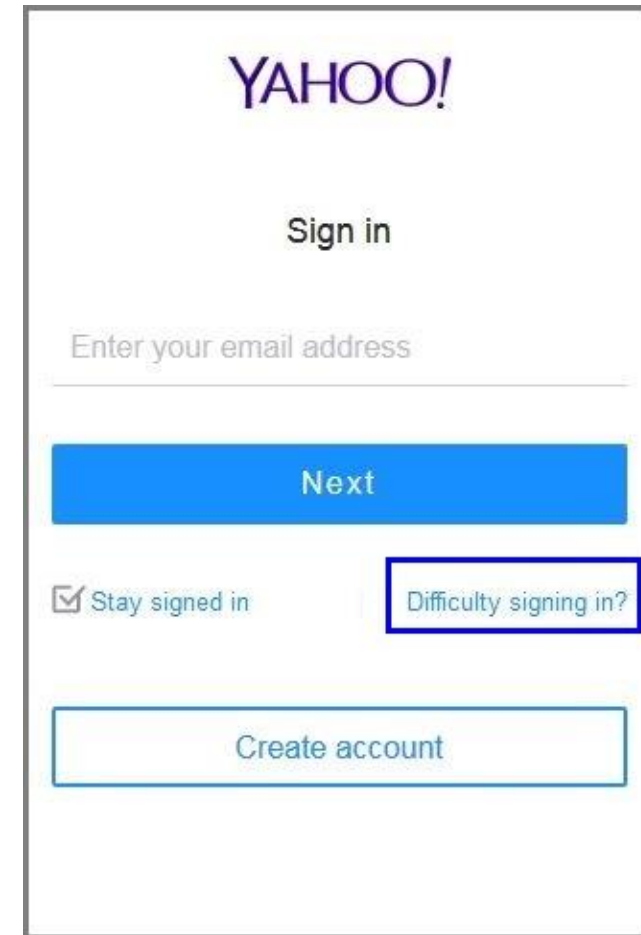 YAHOO!
Sign in
Enter your email address
Next
Stay signed in Difficulty signing in?
Create account